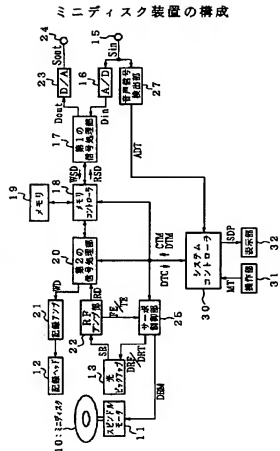 ミニディスク装置の構成
24
Sout
15
Sin
23
D/A
16
A/D
27
音声信号
検出部
Dout
Din
ADT
17
第1の
信号処理部
WSD
RSD
19
メモリ
18
メモリ
コントローラ
CTM
DTM
DTC
20
第2の
信号処理部
WD
RD
21
記録アンプ
22
RF
アンプ部
FE
TE
25
サーボ
制御部
12
記録ヘッド
13
光
ピックアップ
SR
DRF
DRT
DBM
10:ミニディスク
スピンドル
モータ
11
30
システム
コントローラ
SDP
MT
表示部
32
操作部
31